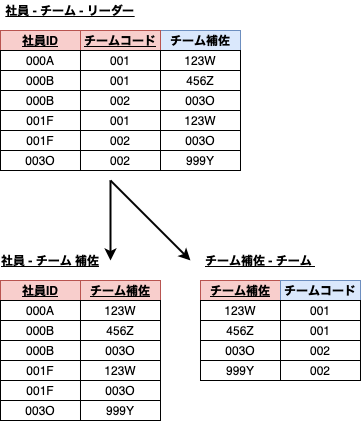 社員 - チーム - リーダー
社員ID チームコード チーム補佐
000A 001 123W
000B 001 456Z
000B 002 003O
001F 001 123W
001F 002 003O
003O 002 999Y
社員 - チーム 補佐
社員ID チーム補佐
000A 123W
000B 456Z
000B 003O
001F 123W
001F 003O
003O 999Y
チーム補佐 - チーム
チーム補佐 チームコード
123W 001
456Z 001
003O 002
999Y 002